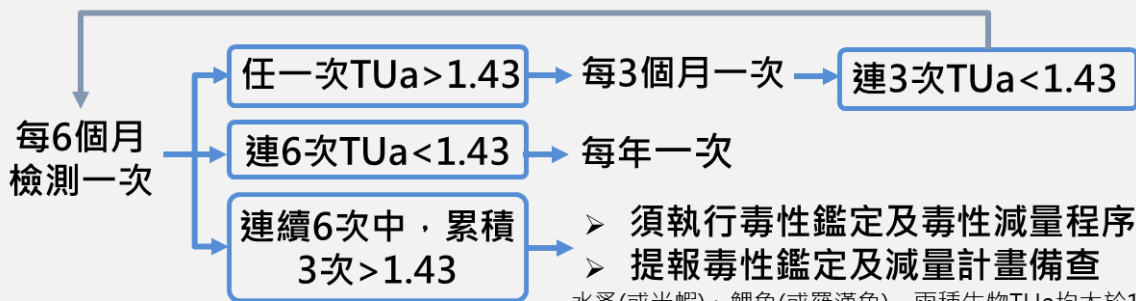 任一次TUa>1.43
每3個月一次
連3次TUa<1.43
每6個月
檢測一次
連6次TUa<1.43
每年一次
連續6次中，累積
3次>1.43
➢ 須執行毒性鑑定及毒性減量程序
➢ 提報毒性鑑定及減量計畫備查